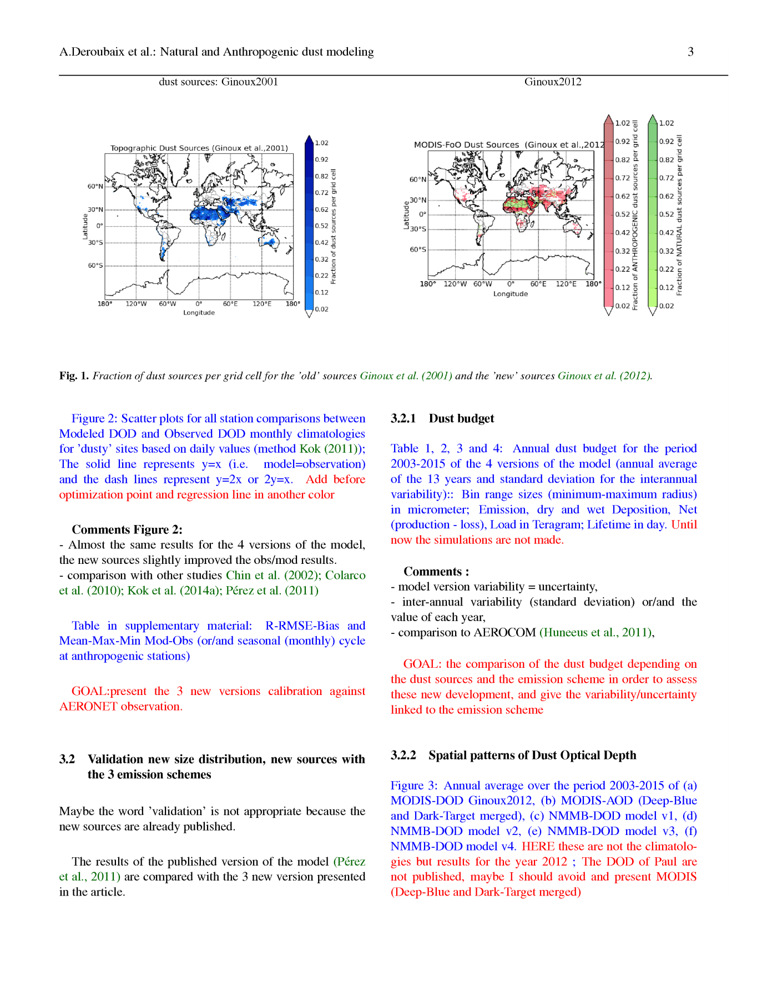 A.Deroubaix et al.: Natural and Anthropogenic dust modeling 3
dust sources: Ginoux2001
Ginoux2012
Topographic Dust Sources (Ginoux et al.,2001)
60°N
30°N
0°
30°S
60°S
Latitude
180° 120°W 60°W 0° 60°E 120°E 180°
Longitude
1.02
0.92
0.82
0.72
0.62
0.52
0.42
0.32
0.22
0.12
0.02
Fraction of dust sources per grid cell
MODIS-FoO Dust Sources (Ginoux et al.,2012
60°N
30°N
0°
30°S
60°S
Latitude
180° 120°W 60°W 0° 60°E 120°E 180°
Longitude
1.02
0.92
0.82
0.72
0.62
0.52
0.42
0.32
0.22
0.12
0.02
Fraction of ANTHROPOGENIC dust sources per grid cell
1.02
0.92
0.82
0.72
0.62
0.52
0.42
0.32
0.22
0.12
0.02
Fraction of NATURAL dust sources per grid cell
Fig. 1. Fraction of dust sources per grid cell for the 'old' sources Ginoux et al. (2001) and the 'new' sources Ginoux et al. (2012).
Figure 2: Scatter plots for all station comparisons between
Modeled DOD and Observed DOD monthly climatologies
for 'dusty' sites based on daily values (method Kok (2011));
The solid line represents y=x (i.e. model=observation)
and the dash lines represent y=2x or 2y=x. Add before
optimization point and regression line in another color
Comments Figure 2:
- Almost the same results for the 4 versions of the model,
the new sources slightly improved the obs/mod results.
- comparison with other studies Chin et al. (2002); Colarco
et al. (2010); Kok et al. (2014a); Pérez et al. (2011)
Table in supplementary material: R-RMSE-Bias and
Mean-Max-Min Mod-Obs (or/and seasonal (monthly) cycle
at anthropogenic stations)
GOAL:present the 3 new versions calibration against
AERONET observation.
3.2 Validation new size distribution, new sources with
the 3 emission schemes
Maybe the word 'validation' is not appropriate because the
new sources are already published.
The results of the published version of the model (Pérez
et al., 2011) are compared with the 3 new version presented
in the article.
3.2.1 Dust budget
Table 1, 2, 3 and 4: Annual dust budget for the period
2003-2015 of the 4 versions of the model (annual average
of the 13 years and standard deviation for the interannual
variability):: Bin range sizes (minimum-maximum radius)
in micrometer; Emission, dry and wet Deposition, Net
(production - loss), Load in Teragram; Lifetime in day. Until
now the simulations are not made.
Comments :
- model version variability = uncertainty,
- inter-annual variability (standard deviation) or/and the
value of each year,
- comparison to AEROCOM (Huneeus et al., 2011),
GOAL: the comparison of the dust budget depending on
the dust sources and the emission scheme in order to assess
these new development, and give the variability/uncertainty
linked to the emission scheme
3.2.2 Spatial patterns of Dust Optical Depth
Figure 3: Annual average over the period 2003-2015 of (a)
MODIS-DOD Ginoux2012, (b) MODIS-AOD (Deep-Blue
and Dark-Target merged), (c) NMMB-DOD model v1, (d)
NMMB-DOD model v2, (e) NMMB-DOD model v3, (f)
NMMB-DOD model v4. HERE these are not the climatolo-
gies but results for the year 2012 ; The DOD of Paul are
not published, maybe I should avoid and present MODIS
(Deep-Blue and Dark-Target merged)